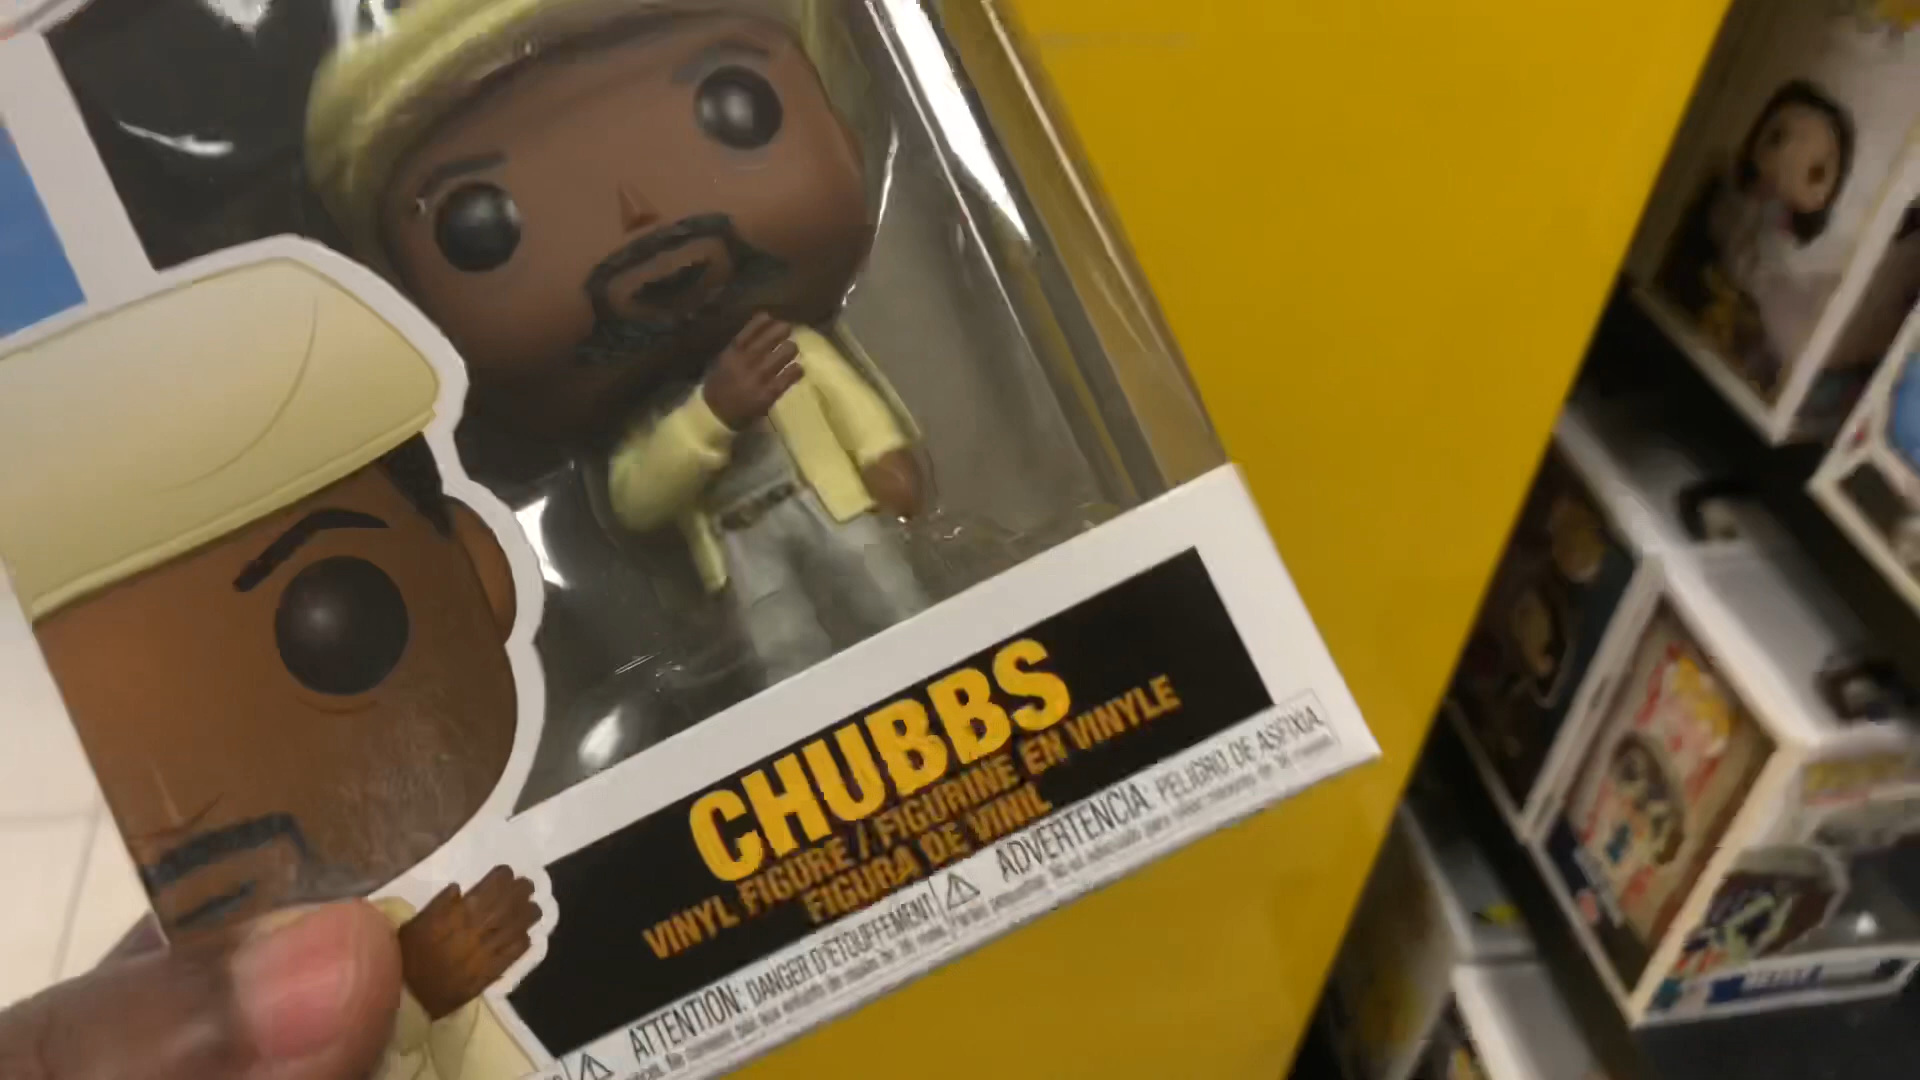 CHUBBS
VINYL FIGURE / FIGURINE EN VINYLE
FIGURA DE VINIL
ATTENTION: DANGER D'ÉTOUFFEMENT
ADVERTENCIA: PELIGRO DE ASFIXIA